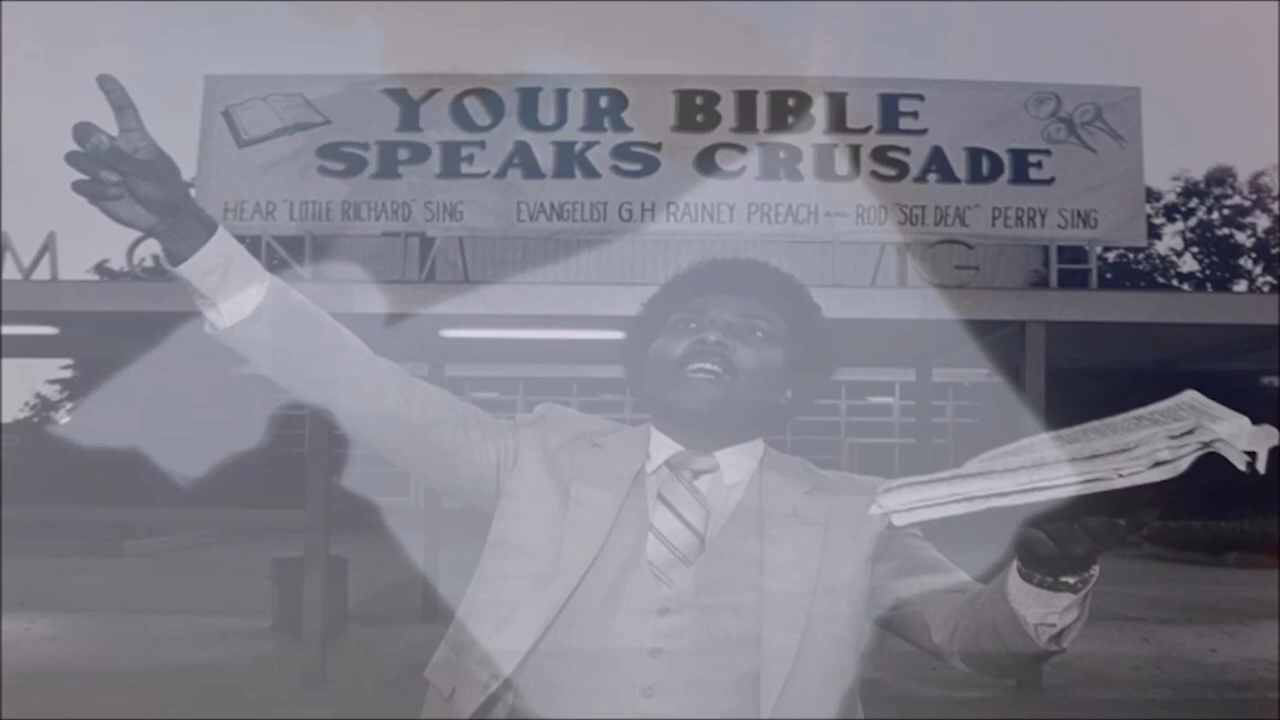 YOUR BIBLE
SPEAKS CRUSADE
HEAR "LITTLE RICHARD" SING EVANGELIST G.H. RAINEY PREACH AND ROD "SGT. DEAC" PERRY SING